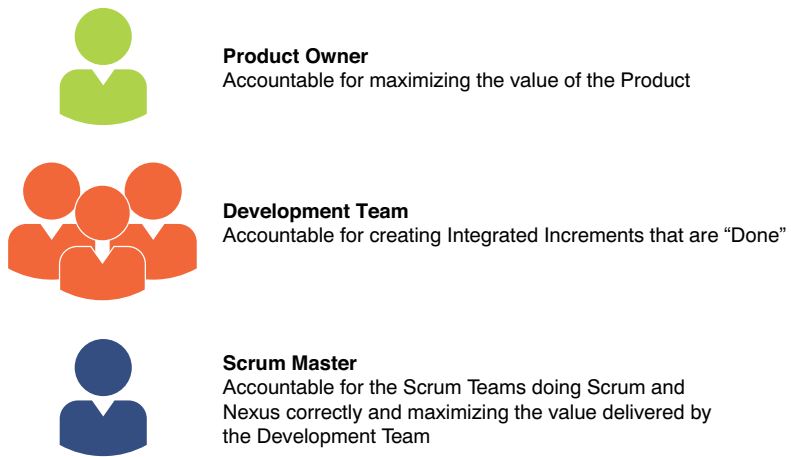 Product Owner
Accountable for maximizing the value of the Product
Development Team
Accountable for creating Integrated Increments that are “Done”
Scrum Master
Accountable for the Scrum Teams doing Scrum and
Nexus correctly and maximizing the value delivered by
the Development Team